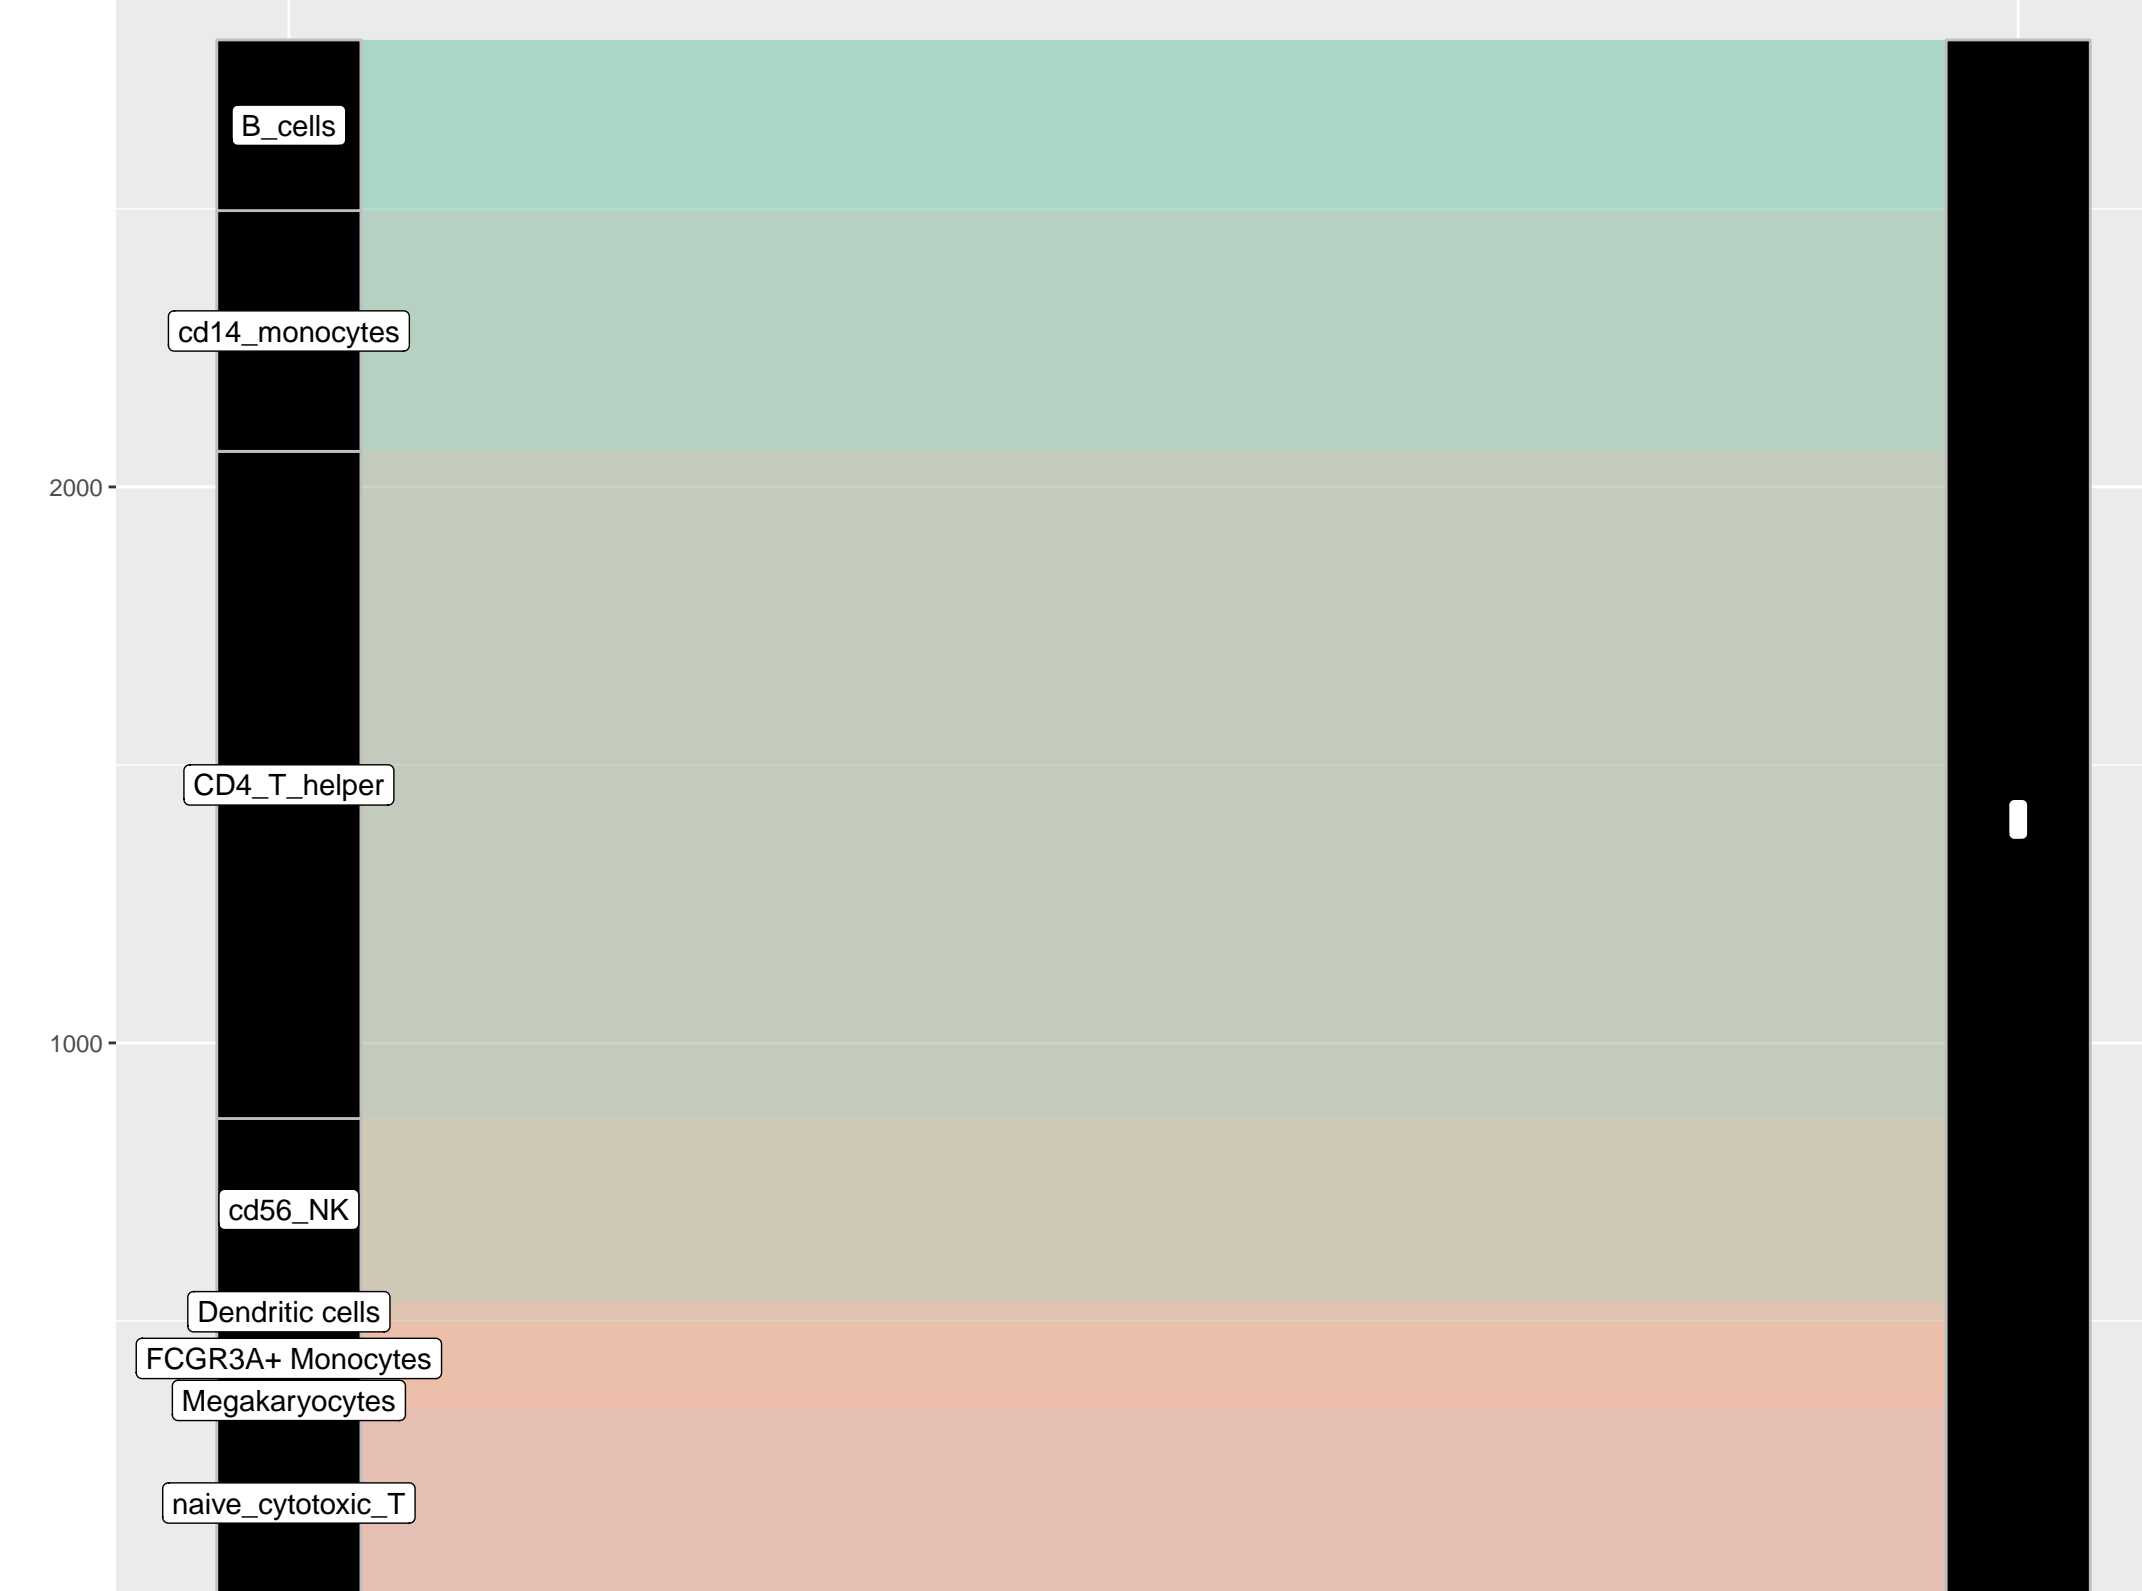 B_cells
cd14_monocytes
2000
CD4_T_helper
1000
cd56_NK
Dendritic cells
FCGR3A+ Monocytes
Megakaryocytes
naive_cytotoxic_T